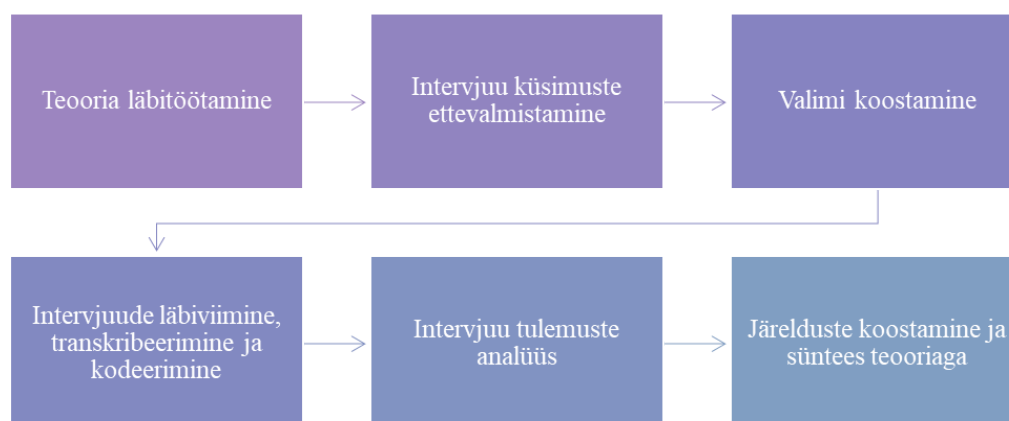 Teooria läbitöötamine
Intervjuu küsimuste
ettevalmistamine
Valimi koostamine
Intervjuude läbiviimine,
transkribeerimine ja
kodeerimine
Intervjuu tulemuste
analüüs
Järelduste koostamine ja
süntees teooriaga